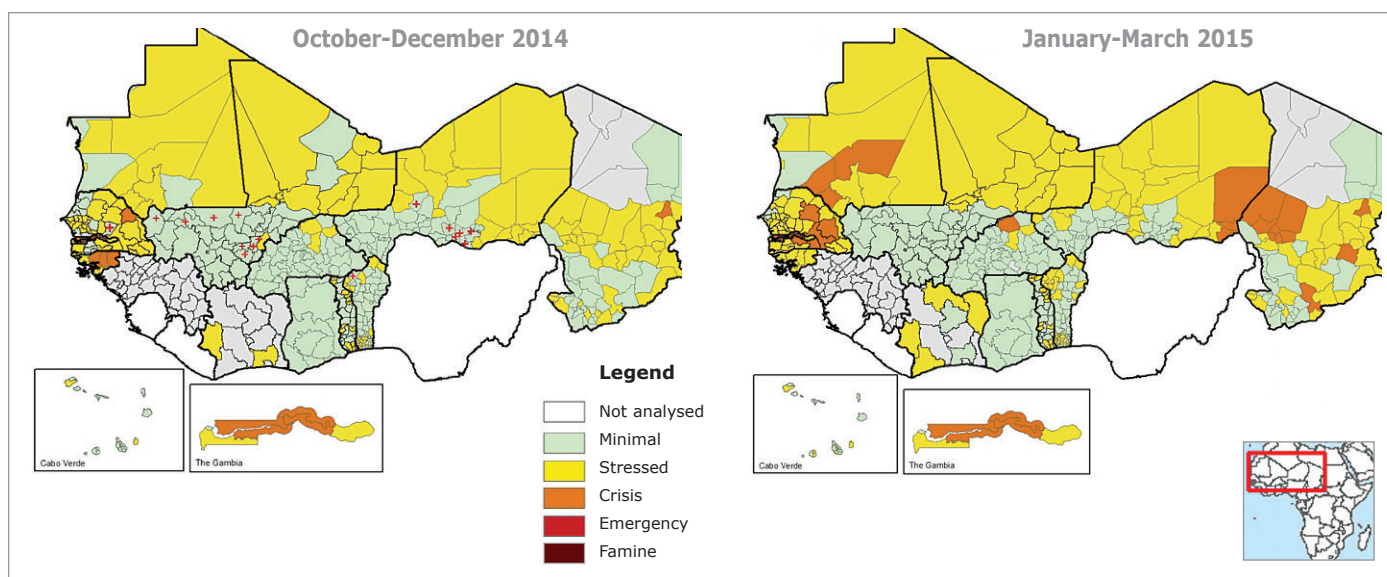 October-December 2014
January-March 2015
Legend
Not analysed
Minimal
Stressed
Crisis
Emergency
Famine
Cabo Verde
The Gambia
Cabo Verde
The Gambia